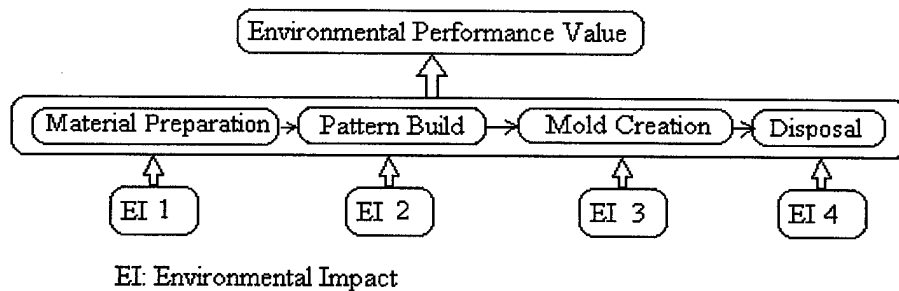 Environmental Performance Value
Material Preparation Pattern Build Mold Creation Disposal
EI 1 EI 2 EI 3 EI 4
EI: Environmental Impact